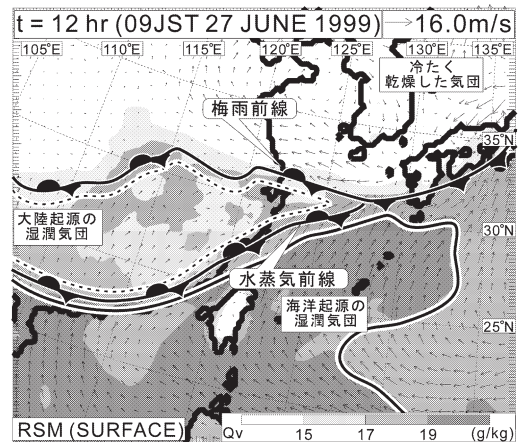 t = 12 hr (09JST 27 JUNE 1999) 16.0m/s
105°E 110°E 115°E 120°E 125°E 130°E 135°E
冷たく
乾燥した気団
梅雨前線
35°N
大陸起源の
湿潤気団
30°N
水蒸気前線
海洋起源の
湿潤気団
25°N
RSM (SURFACE) Qv 15 17 19 (g/kg)